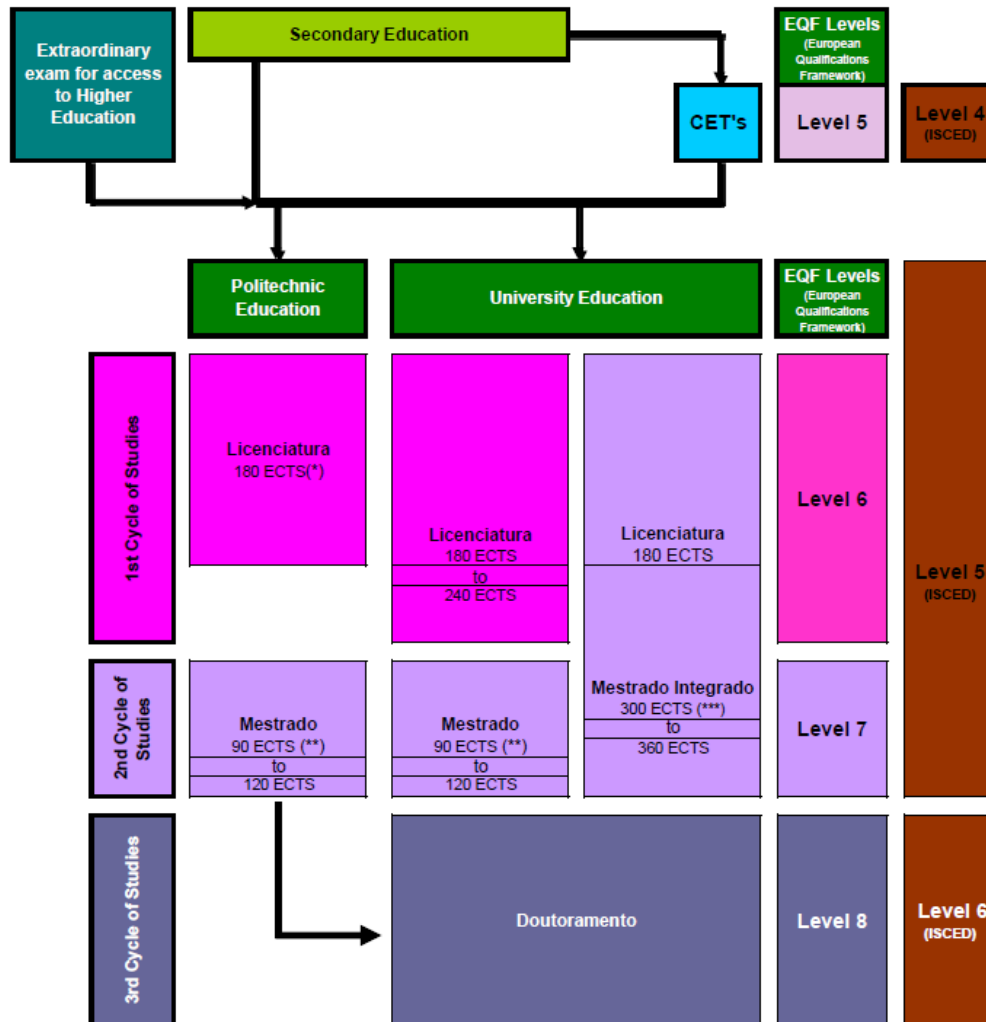 Extraordinary
exam for access
to Higher
Education
Secondary Education
EQF Levels
(European
Qualifications
Framework)
CET's
Level 5
Level 4
(ISCED)
Politechnic
Education
University Education
EQF Levels
(European
Qualifications
Framework)
1st Cycle of Studies
Licenciatura
180 ECTS(*)
Licenciatura
180 ECTS
to
240 ECTS
Licenciatura
180 ECTS
Level 6
Level 5
(ISCED)
2nd Cycle of
Studies
Mestrado
90 ECTS (**)
to
120 ECTS
Mestrado
90 ECTS (**)
to
120 ECTS
Mestrado Integrado
300 ECTS (***)
to
360 ECTS
Level 7
3rd Cycle of Studies
Doutoramento
Level 8
Level 6
(ISCED)